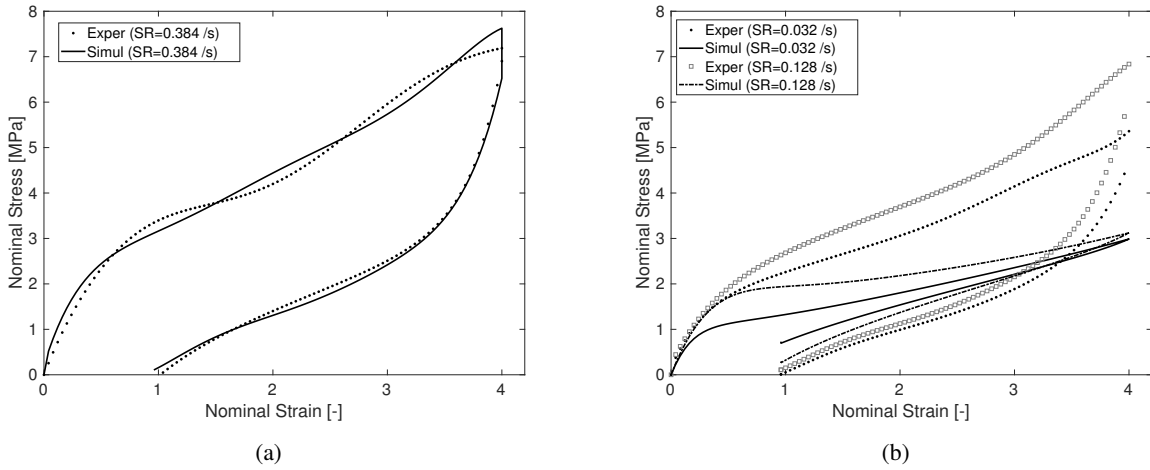 8
7
6
5
4
3
2
1
0
Nominal Stress [MPa]
Exper (SR=0.384 /s)
Simul (SR=0.384 /s)
0 1 2 3 4
Nominal Strain [-]
(a)
8
7
6
5
4
3
2
1
0
Nominal Stress [MPa]
Exper (SR=0.032 /s)
Simul (SR=0.032 /s)
Exper (SR=0.128 /s)
Simul (SR=0.128 /s)
0 1 2 3 4
Nominal Strain [-]
(b)